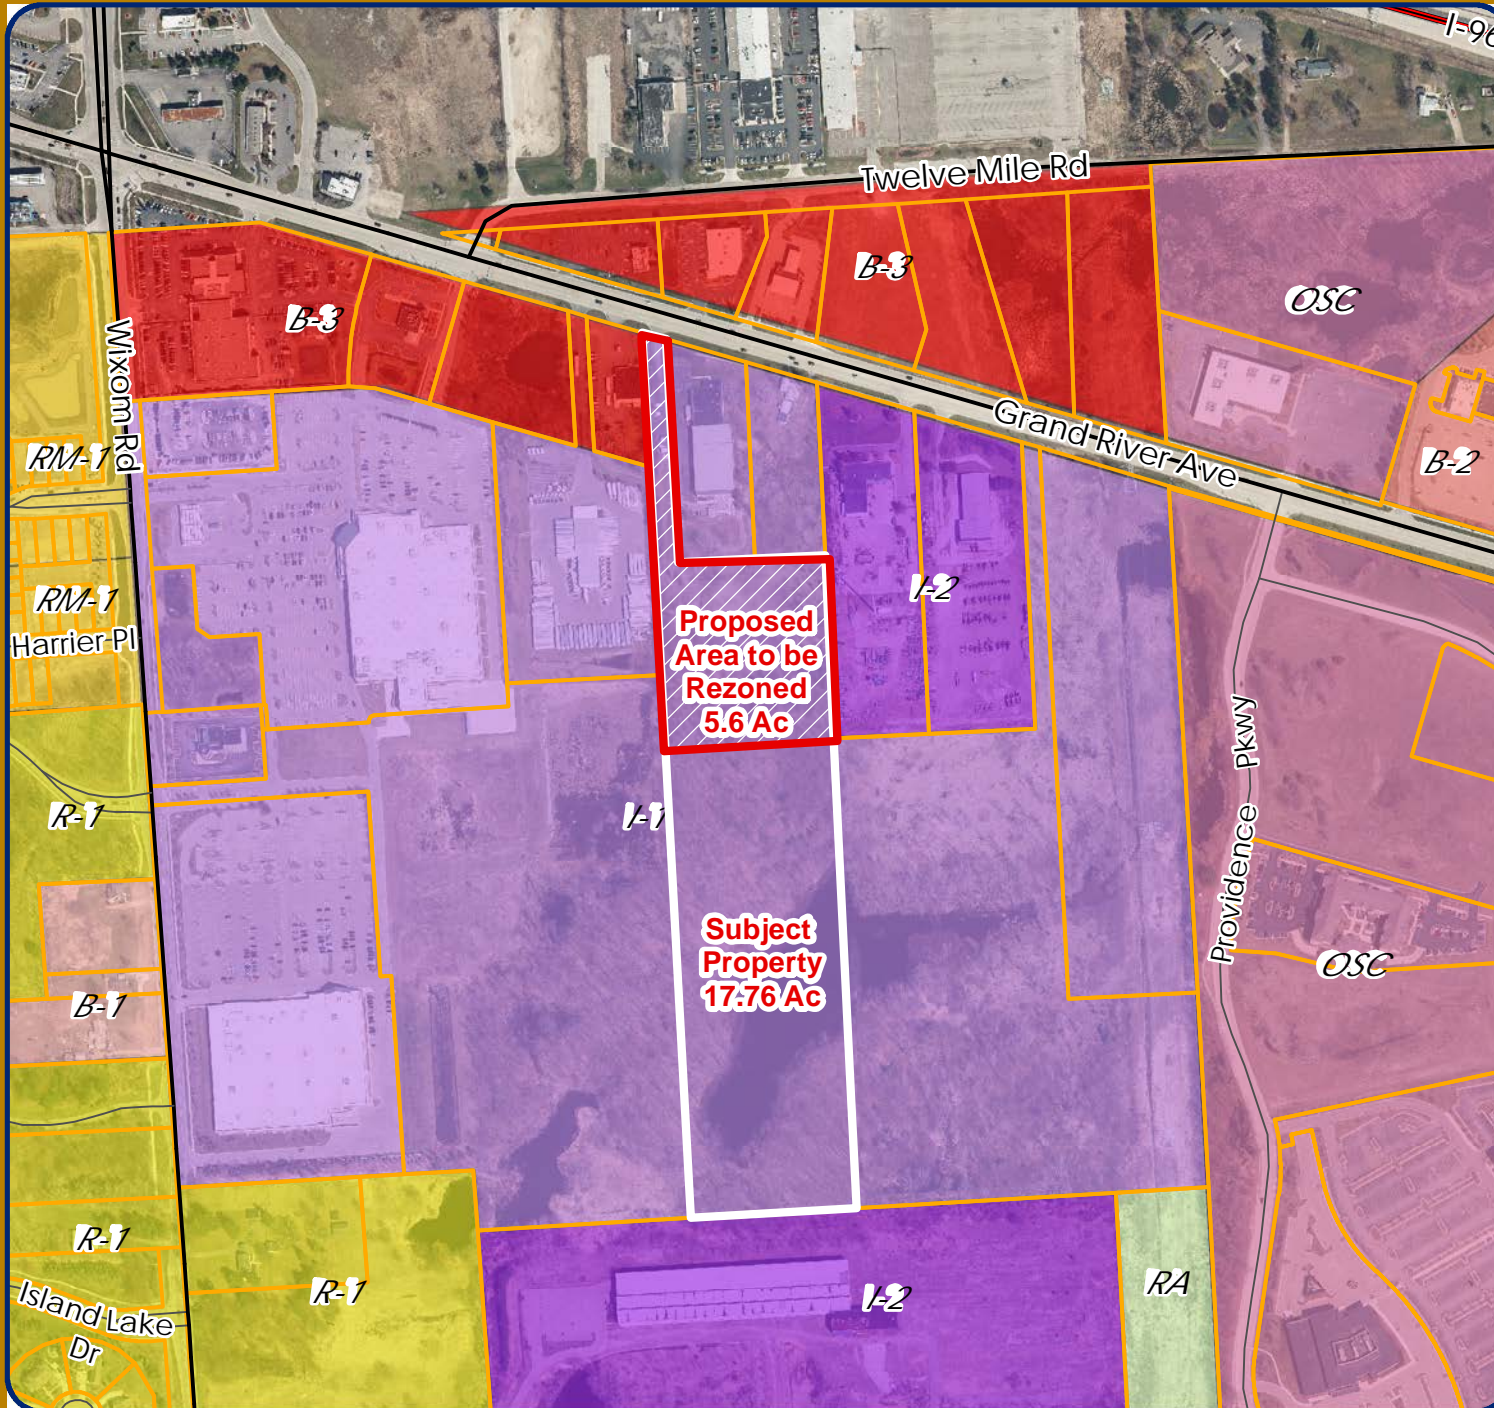 I-96
Twelve Mile Rd
B-3
OSC
B-3
Wixom Rd
Grand River Ave
RM-1
B-2
I-2
RM-1
Harrier Pl
Proposed
Area to be
Rezoned
5.6 Ac
Providence Pkwy
R-1
I-1
Subject
Property
17.76 Ac
OSC
B-1
R-1
R-1
I-2
RA
Island Lake
Dr